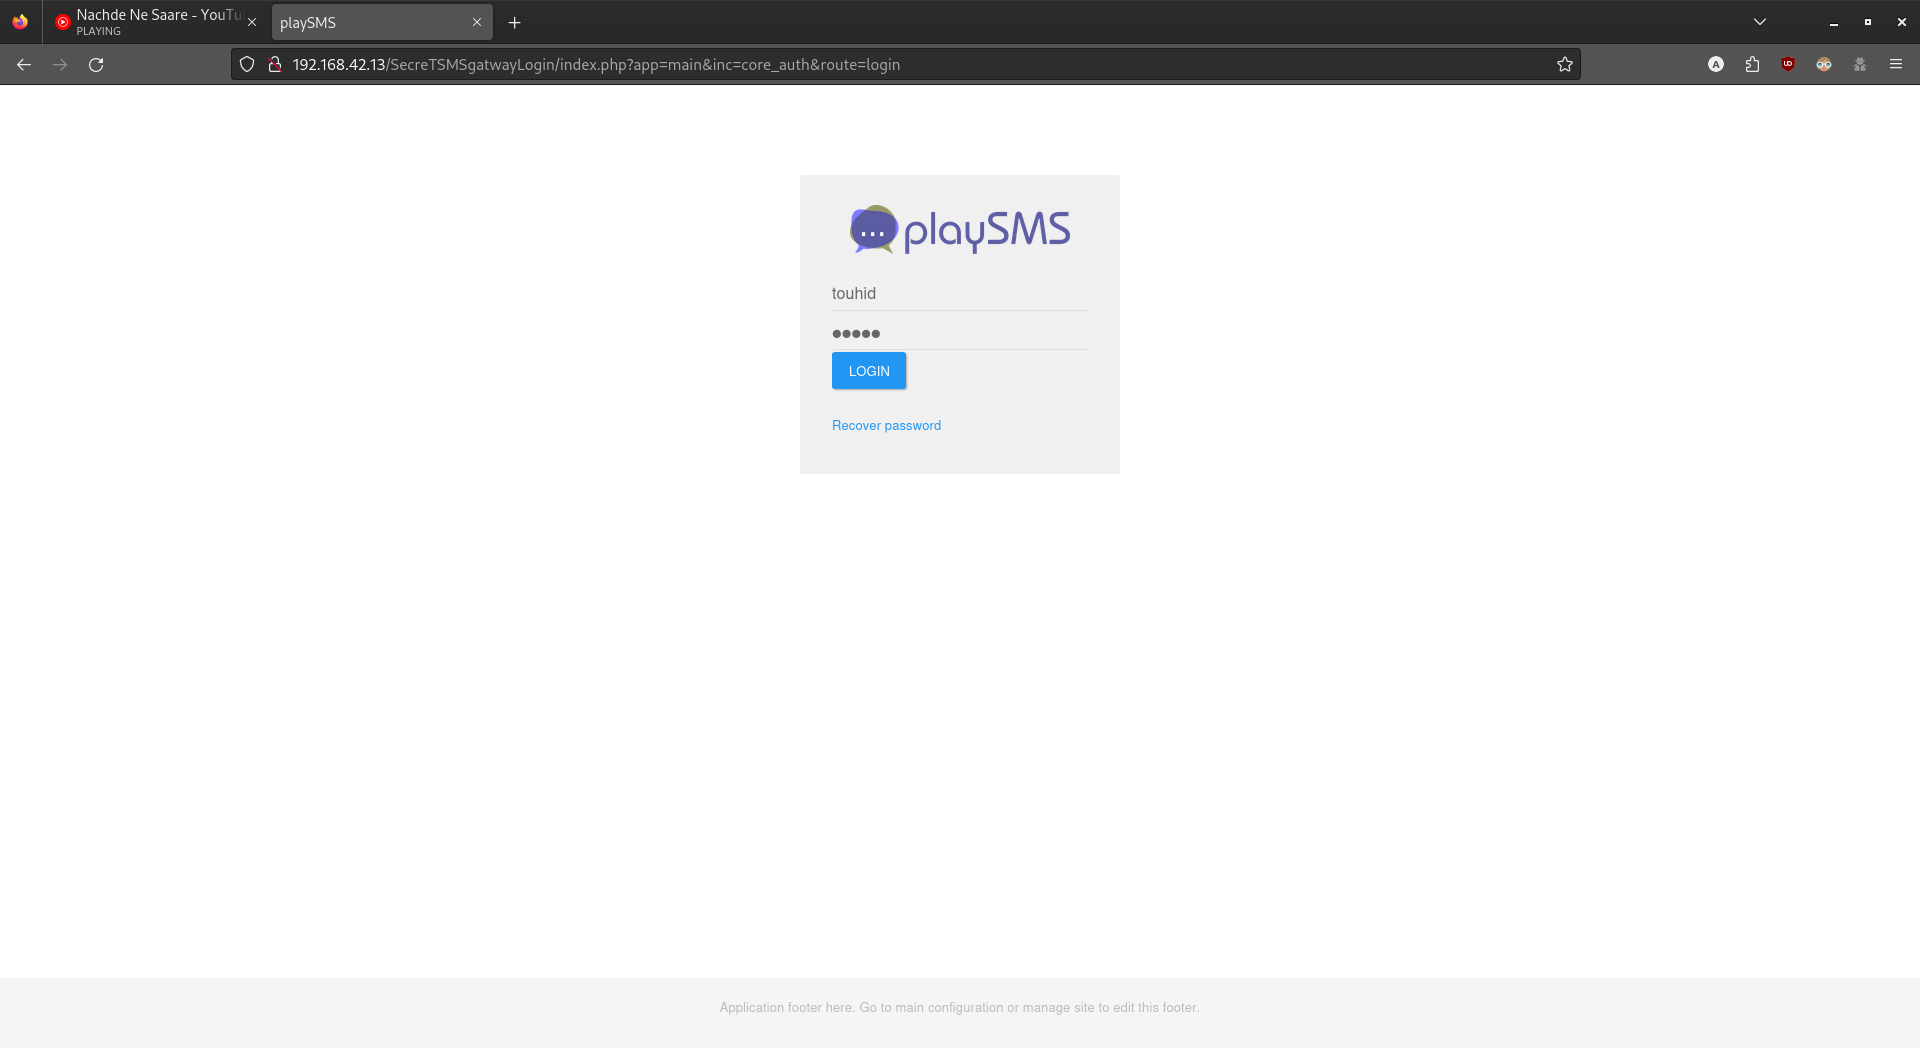 Nachde Ne Saare - YouTu
PLAYING
playSMS
192.168.42.13/SecreTSMSgatwayLogin/index.php?app=main&inc=core_auth&route=login
A
UD
... playSMS
touhid
●●●●●
LOGIN
Recover password
Application footer here. Go to main configuration or manage site to edit this footer.